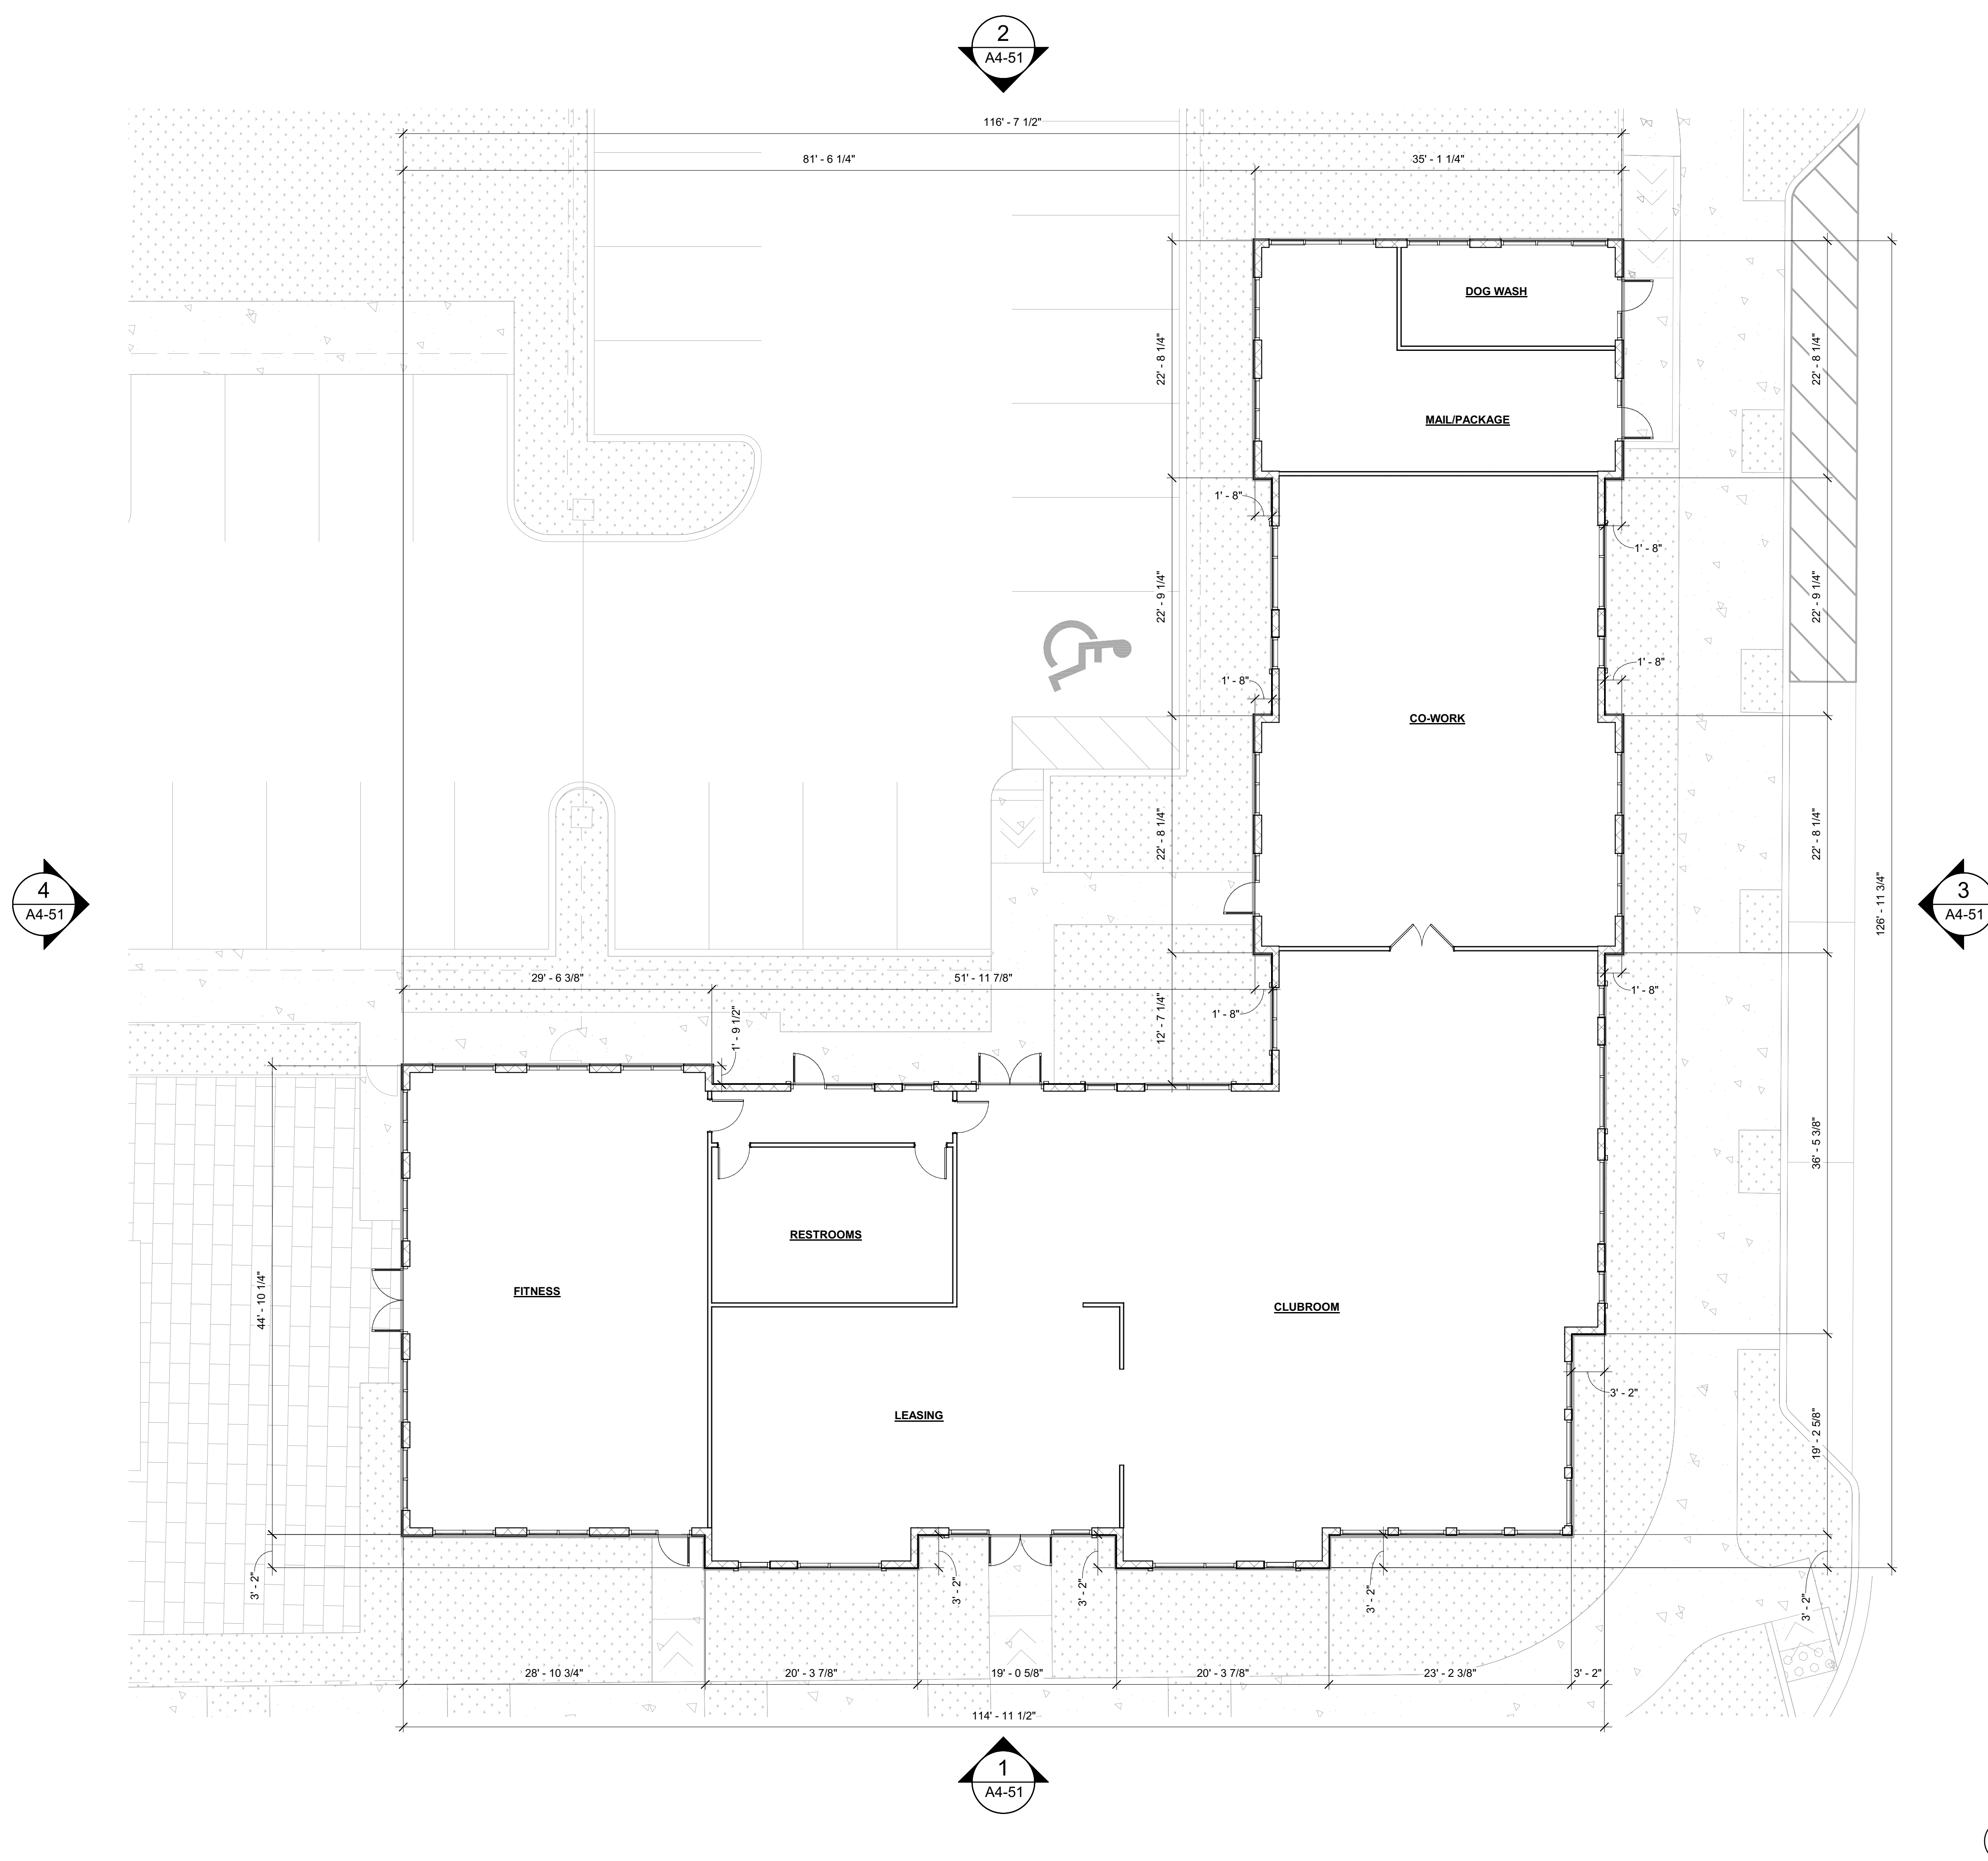 2
A4-51
116' - 7 1/2"
81' - 6 1/4"
35' - 1 1/4"
DOG WASH
22' - 8 1/4"
22' - 8 1/4"
MAIL/PACKAGE
1' - 8"
1' - 8"
22' - 9 1/4"
22' - 9 1/4"
1' - 8"
1' - 8"
CO-WORK
22' - 8 1/4"
22' - 8 1/4"
4
A4-51
126' - 11 3/4"
3
A4-51
29' - 6 3/8"
51' - 11 7/8"
1' - 8"
1' - 8"
1' - 9 1/2"
12' - 7 1/4"
36' - 5 3/8"
RESTROOMS
FITNESS
44' - 10 1/4"
CLUBROOM
3' - 2"
LEASING
19' - 2 5/8"
3' - 2"
3' - 2"
3' - 2"
3' - 2"
3' - 2"
28' - 10 3/4"
20' - 3 7/8"
19' - 0 5/8"
20' - 3 7/8"
23' - 2 3/8"
3' - 2"
114' - 11 1/2"
1
A4-51